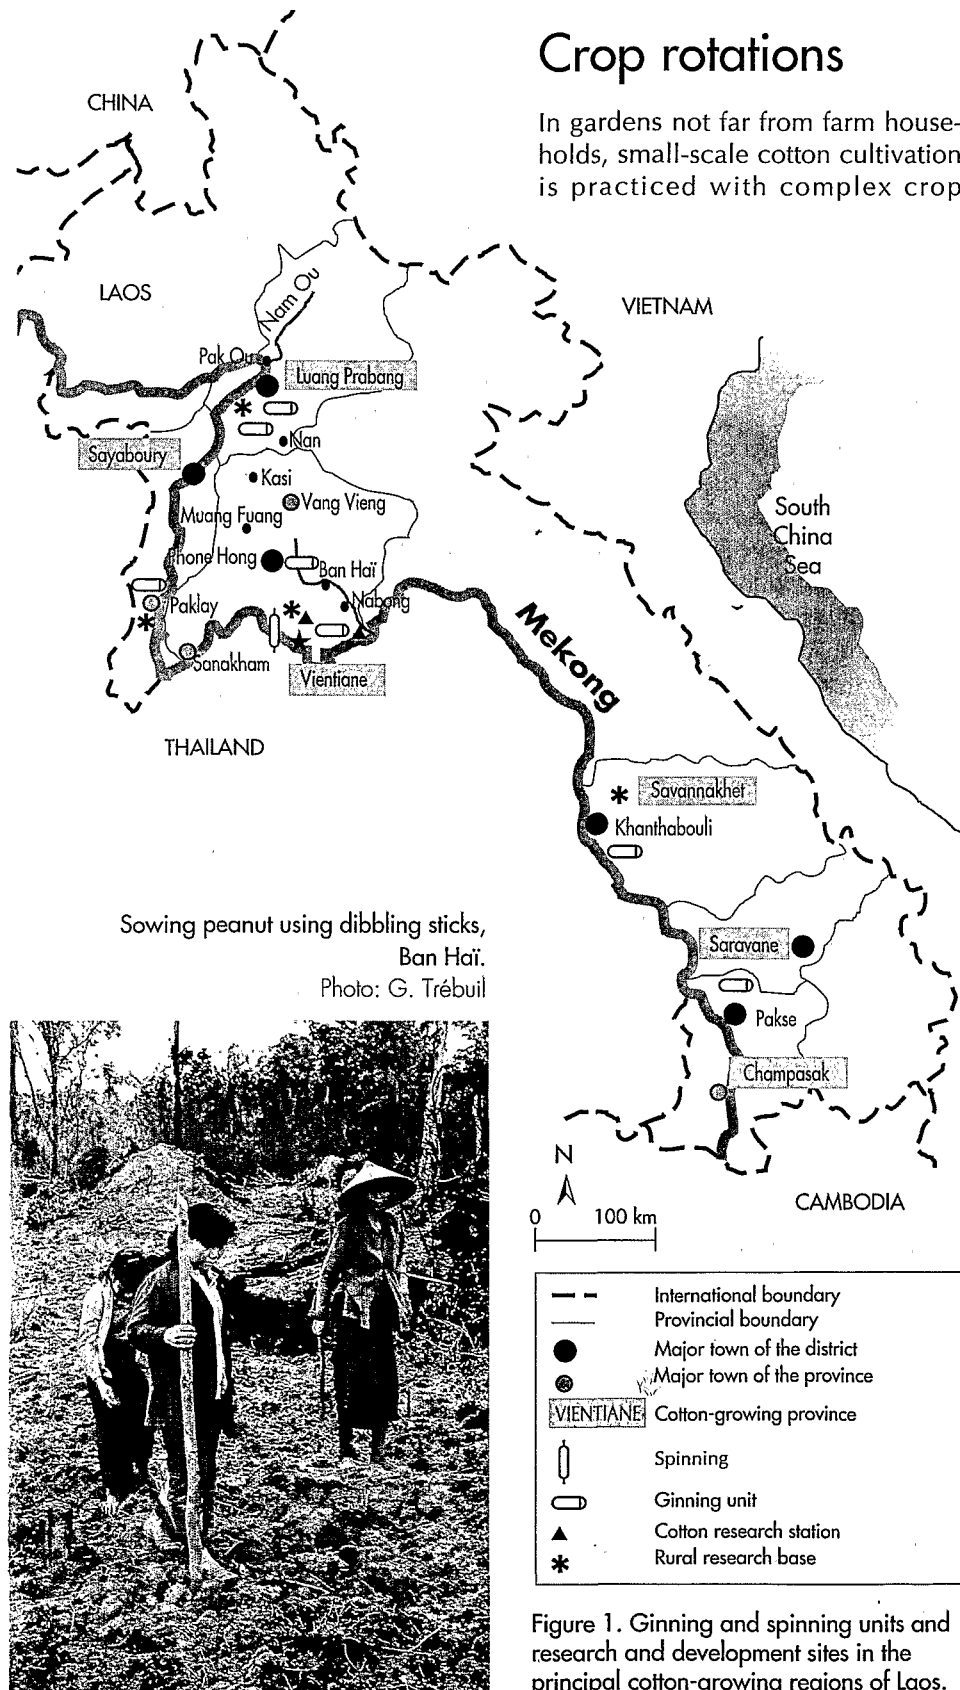 Crop rotations
In gardens not far from farm house-
holds, small-scale cotton cultivation
is practiced with complex crop
CHINA
LAOS
VIETNAM
Nam Ou
Pak Ou
Luang Prabang
Nan
Sayaboury
Kasi
Vang Vieng
Muang Fuang
Phone Hong
Ban Haï
Nabong
Paklay
Sanakham
Vientiane
THAILAND
South
China
Sea
Mekong
Savannakhet
Khanthabouli
Saravane
Pakse
Champasak
CAMBODIA
Sowing peanut using dibbling sticks,
Ban Haï.
Photo: G. Trébuil
N
0 100 km
International boundary
Provincial boundary
Major town of the district
Major town of the province
VIENTIANE Cotton-growing province
Spinning
Ginning unit
Cotton research station
Rural research base
Figure 1. Ginning and spinning units and
research and development sites in the
principal cotton-growing regions of Laos.